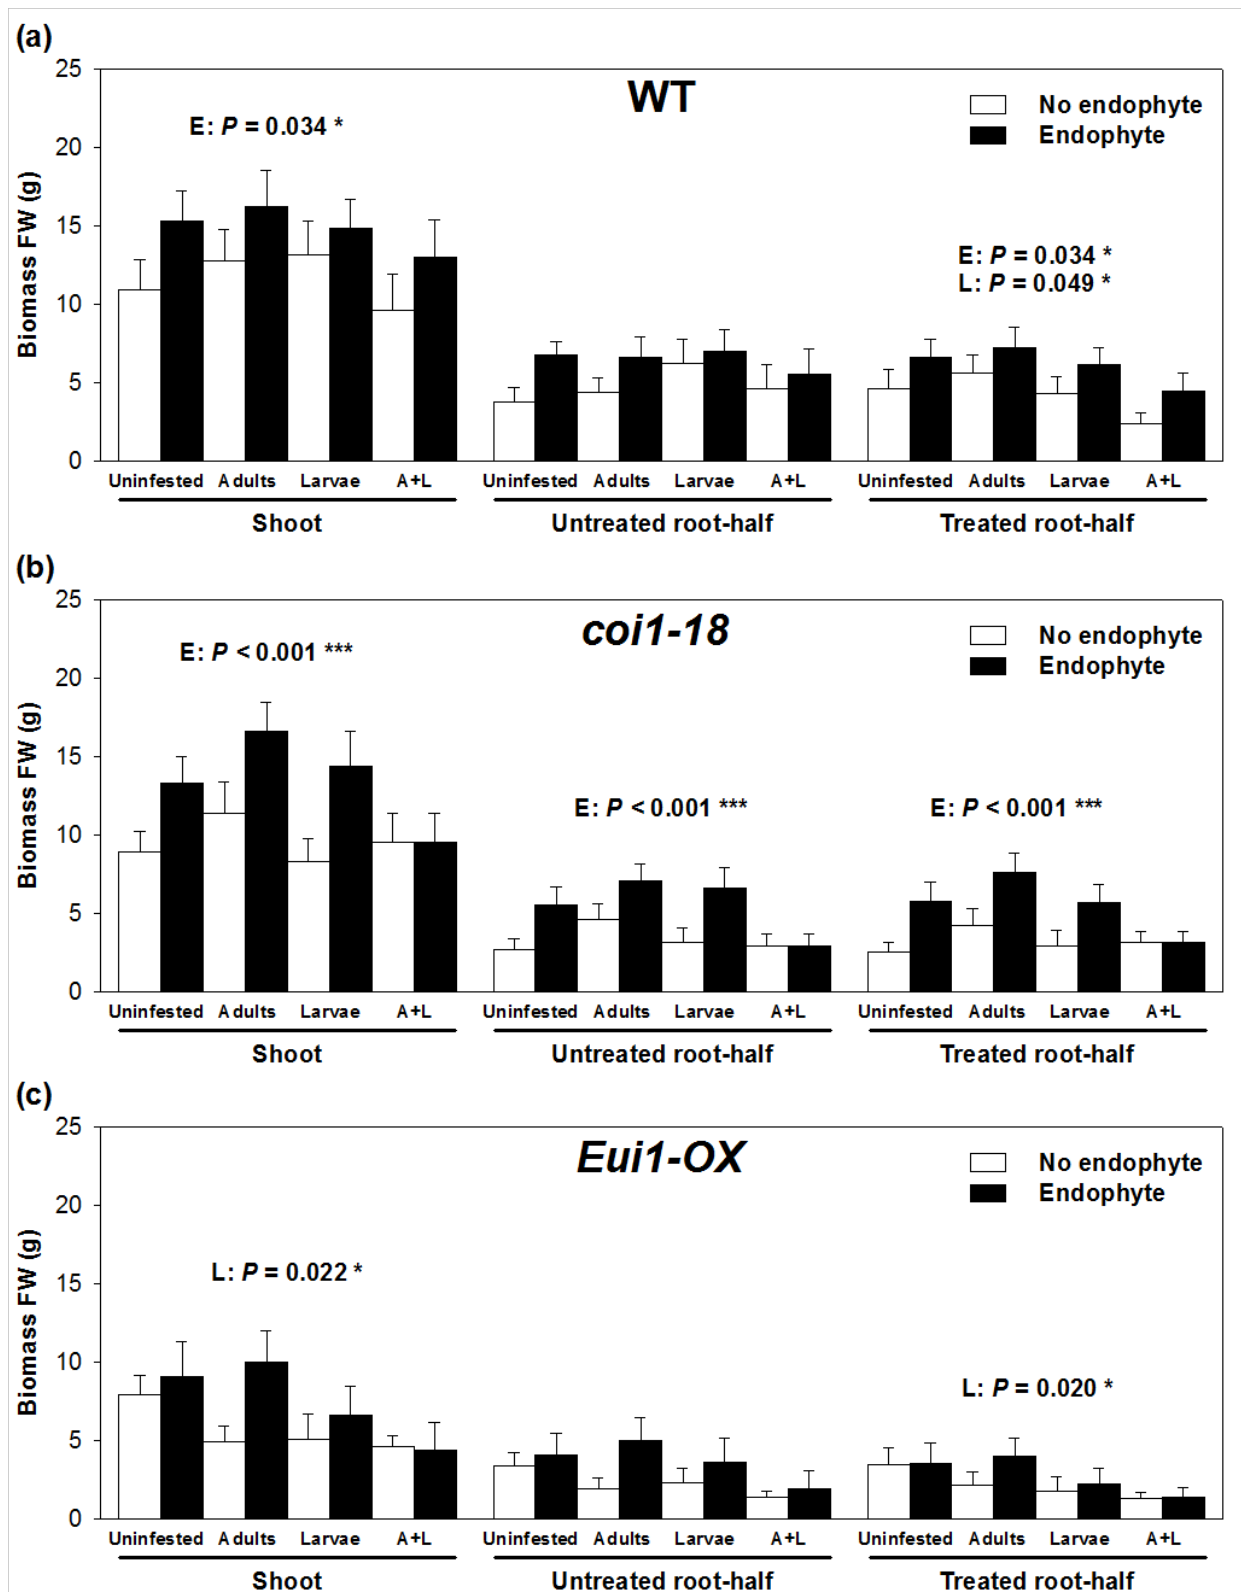 (a)
WT
No endophyte
Endophyte
E: P = 0.034 *
E: P = 0.034 *
L: P = 0.049 *
Biomass FW (g)
25
20
15
10
5
0
Uninfested Adults Larvae A+L Uninfested Adults Larvae A+L Uninfested Adults Larvae A+L
Shoot Untreated root-half Treated root-half
(b)
coi1-18
No endophyte
Endophyte
E: P < 0.001 ***
E: P < 0.001 *** E: P < 0.001 ***
Biomass FW (g)
25
20
15
10
5
0
Uninfested Adults Larvae A+L Uninfested Adults Larvae A+L Uninfested Adults Larvae A+L
Shoot Untreated root-half Treated root-half
(c)
Eui1-OX
No endophyte
Endophyte
L: P = 0.022 *
L: P = 0.020 *
Biomass FW (g)
25
20
15
10
5
0
Uninfested Adults Larvae A+L Uninfested Adults Larvae A+L Uninfested Adults Larvae A+L
Shoot Untreated root-half Treated root-half